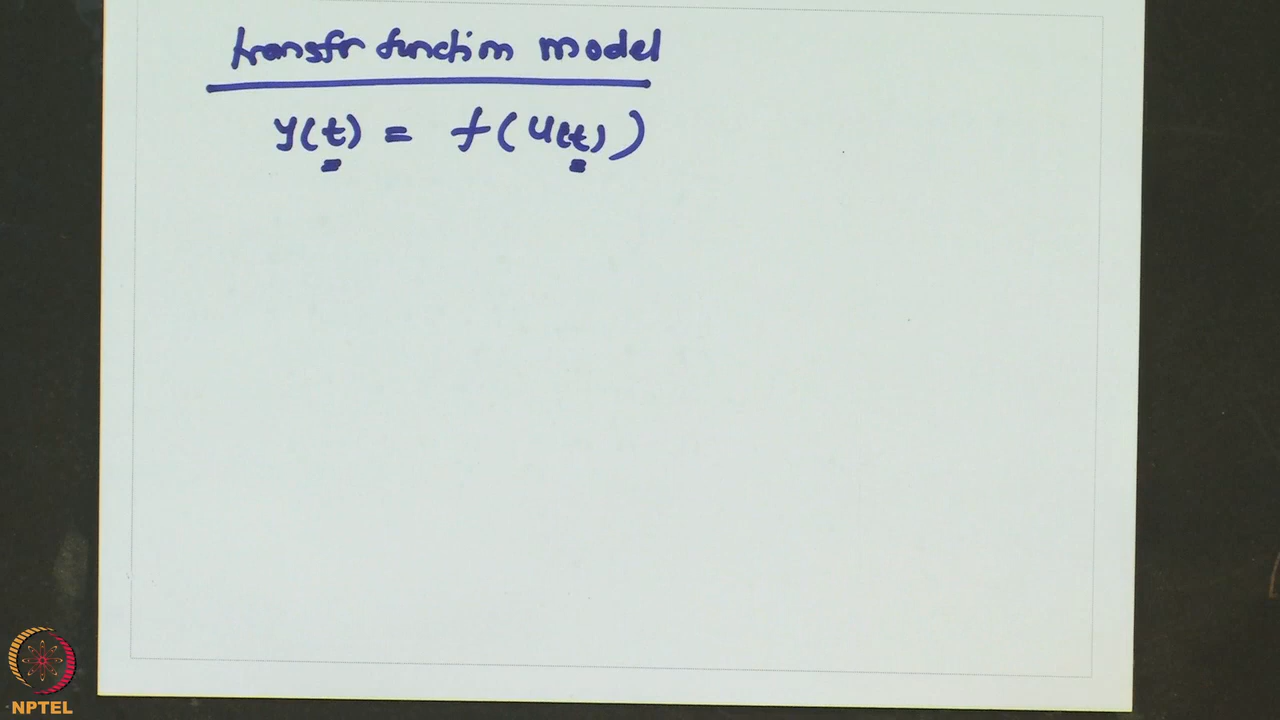 transfr function model
y(t) = f(u(t))
NPTEL